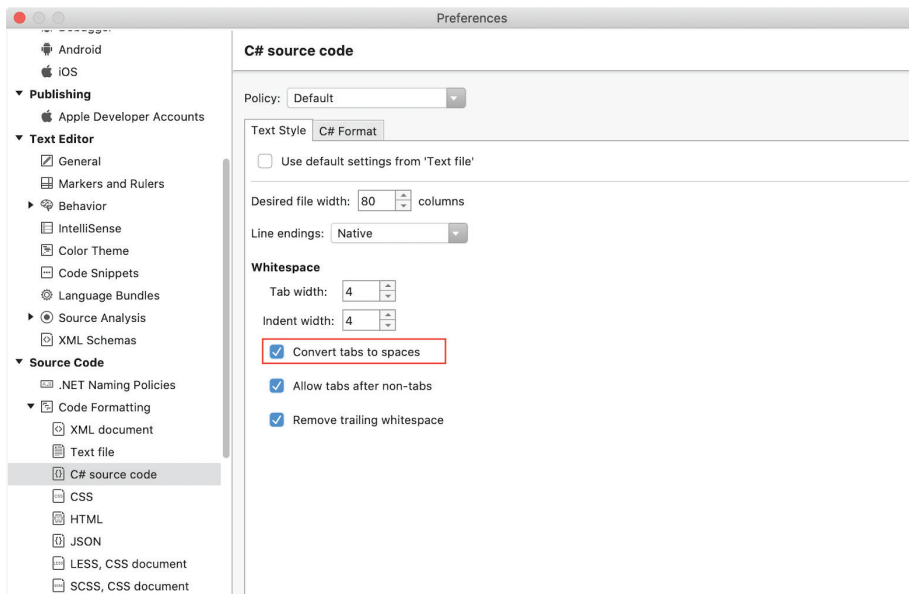 Preferences
Android
iOS
Publishing
Apple Developer Accounts
Text Editor
General
Markers and Rulers
Behavior
IntelliSense
Color Theme
Code Snippets
Language Bundles
Source Analysis
XML Schemas
Source Code
.NET Naming Policies
Code Formatting
XML document
Text file
C# source code
CSS
HTML
JSON
LESS, CSS document
SCSS, CSS document
C# source code
Policy: Default
Text Style C# Format
Use default settings from 'Text file'
Desired file width: 80 columns
Line endings: Native
Whitespace
Tab width: 4
Indent width: 4
Convert tabs to spaces
Allow tabs after non-tabs
Remove trailing whitespace